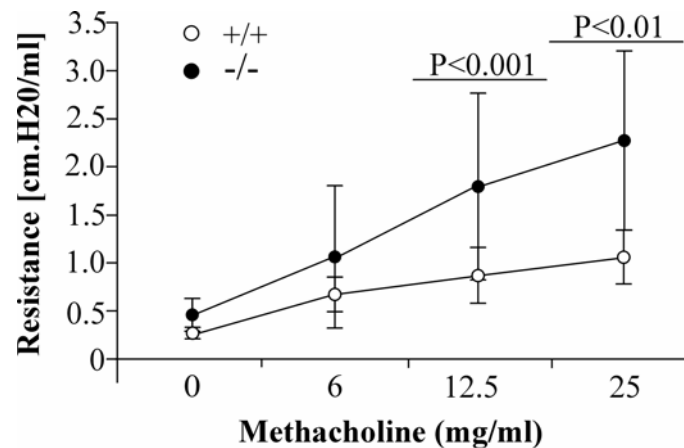 3.5
3.0
2.5
2.0
1.5
1.0
0.5
0
Resistance [cm.H20/ml]
+/+
-/-
P<0.001
P<0.01
0 6 12.5 25
Methacholine (mg/ml)